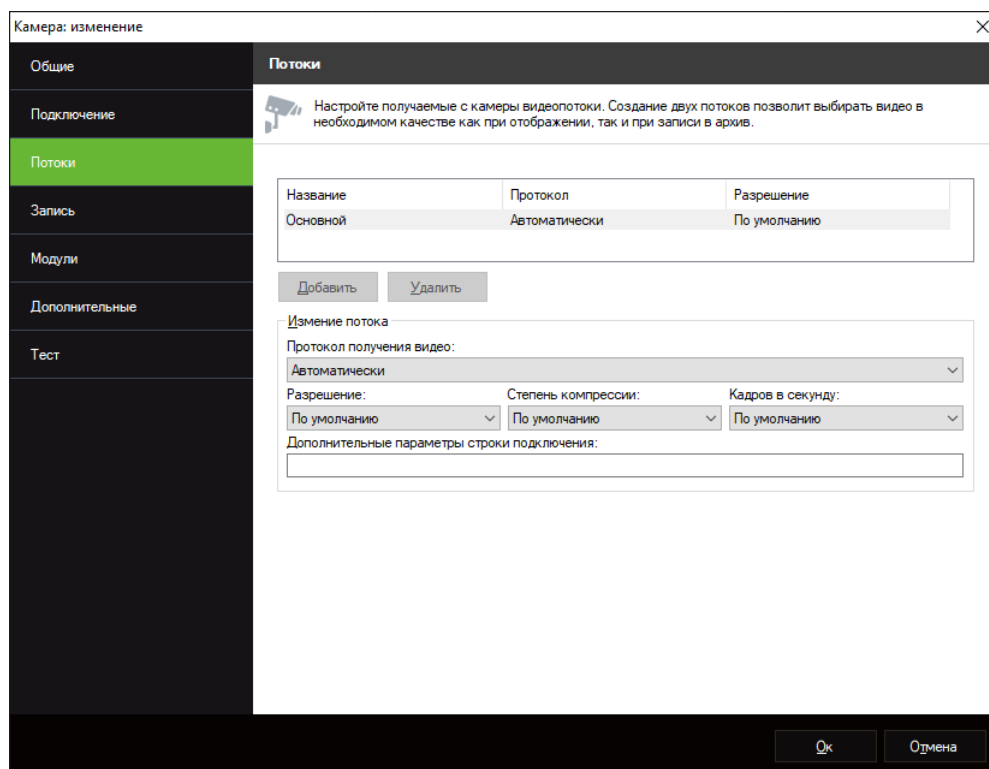 Камера: изменение
Общие
Подключение
Потоки
Запись
Модули
Дополнительные
Тест
Потоки
Настройте получаемые с камеры видеопотоки. Создание двух потоков позволит выбирать видео в
необходимом качестве как при отображении, так и при записи в архив.
Название Протокол Разрешение
Основной Автоматически По умолчанию
Добавить Удалить
Измение потока
Протокол получения видео:
Автоматически
Разрешение: Степень компрессии: Кадров в секунду:
По умолчанию По умолчанию По умолчанию
Дополнительные параметры строки подключения:
Ок Отмена